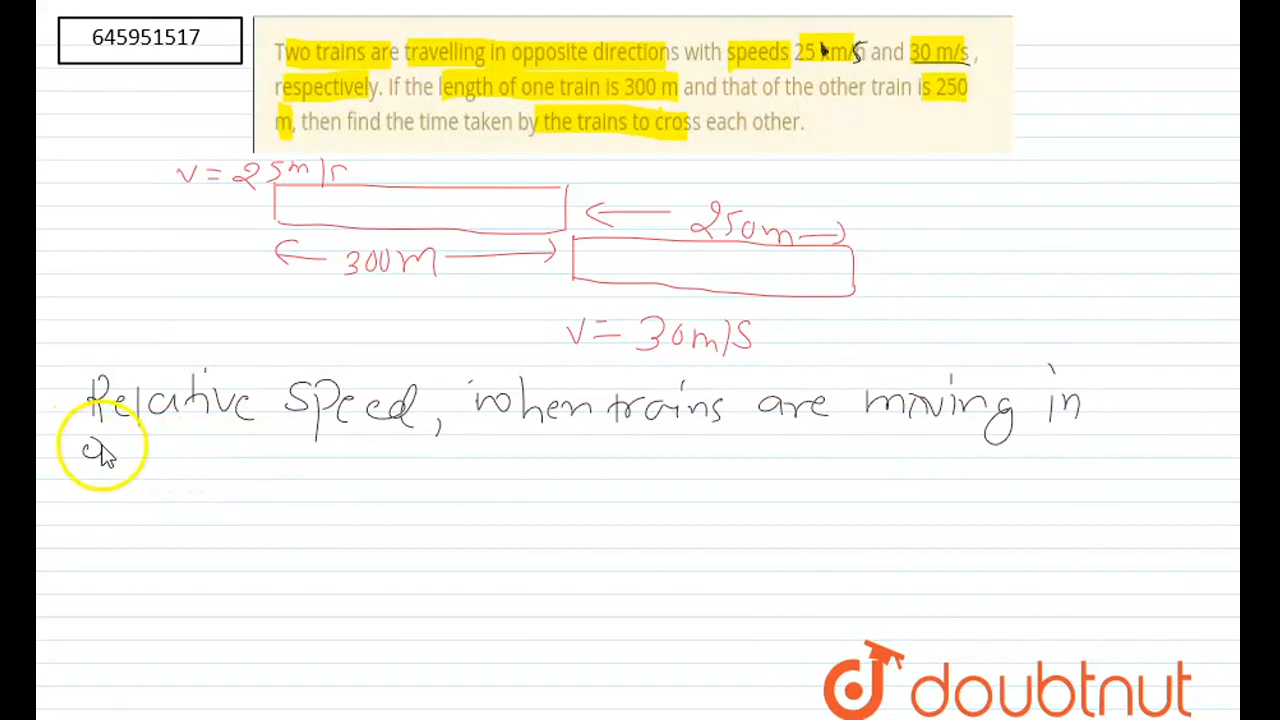 645951517
Two trains are travelling in opposite directions with speeds 25 km/s and 30 m/s ,
respectively. If the length of one train is 300 m and that of the other train is 250
m, then find the time taken by the trains to cross each other.
v = 25m/s
250m
300m
v = 30m/s
Relative speed, when trains are moving in
doubtnut